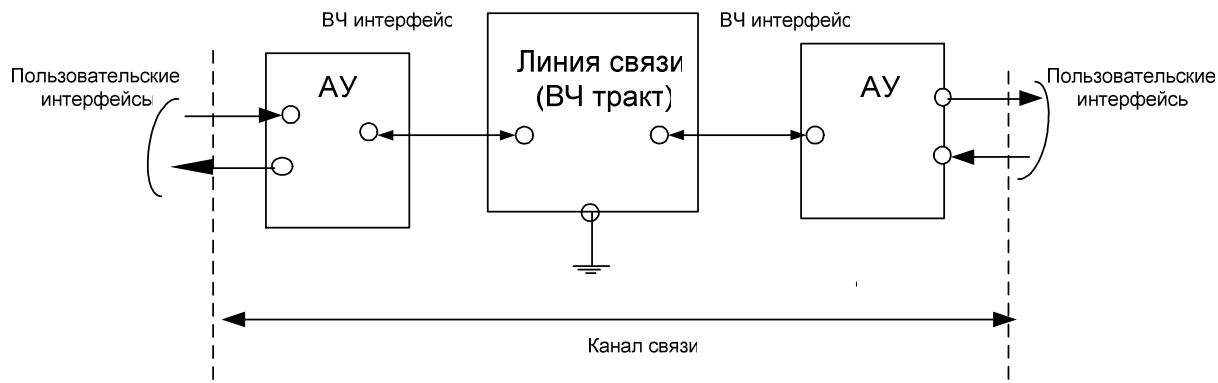 ВЧ интерфейс
ВЧ интерфейс
Линия связи
(ВЧ тракт)
АУ
АУ
Пользовательские
интерфейсы
Пользовательские
интерфейсь
Канал связи